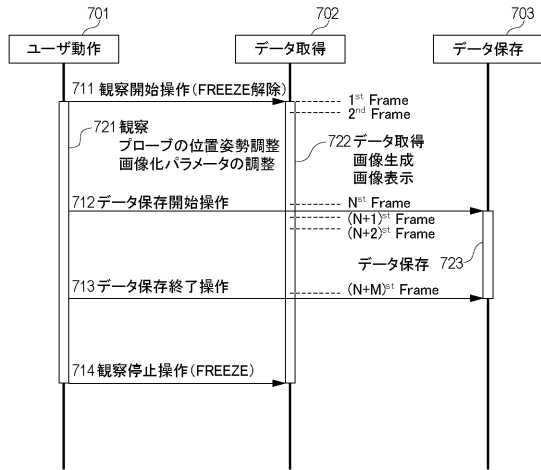 701
702
703
ユーザ動作
データ取得
データ保存
711 観察開始操作(FREEZE解除)
1st Frame
2nd Frame
721 観察
プローブの位置姿勢調整
画像化パラメータの調整
722 データ取得
画像生成
画像表示
712 データ保存開始操作
Nst Frame
(N+1)st Frame
(N+2)st Frame
データ保存 723
713 データ保存終了操作
(N+M)st Frame
714 観察停止操作(FREEZE)